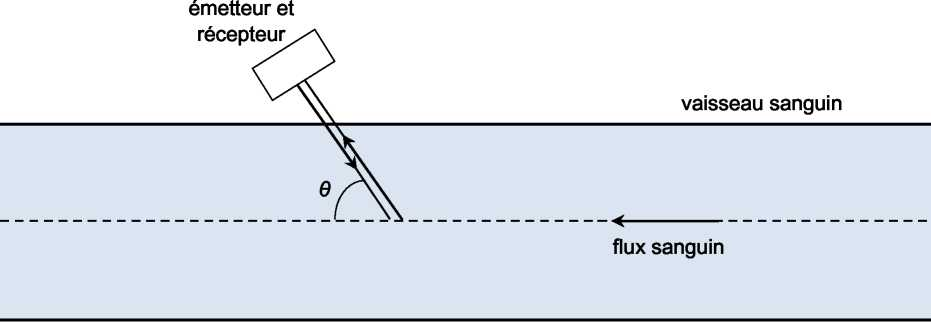 émetteur et
récepteur
vaisseau sanguin
θ
flux sanguin